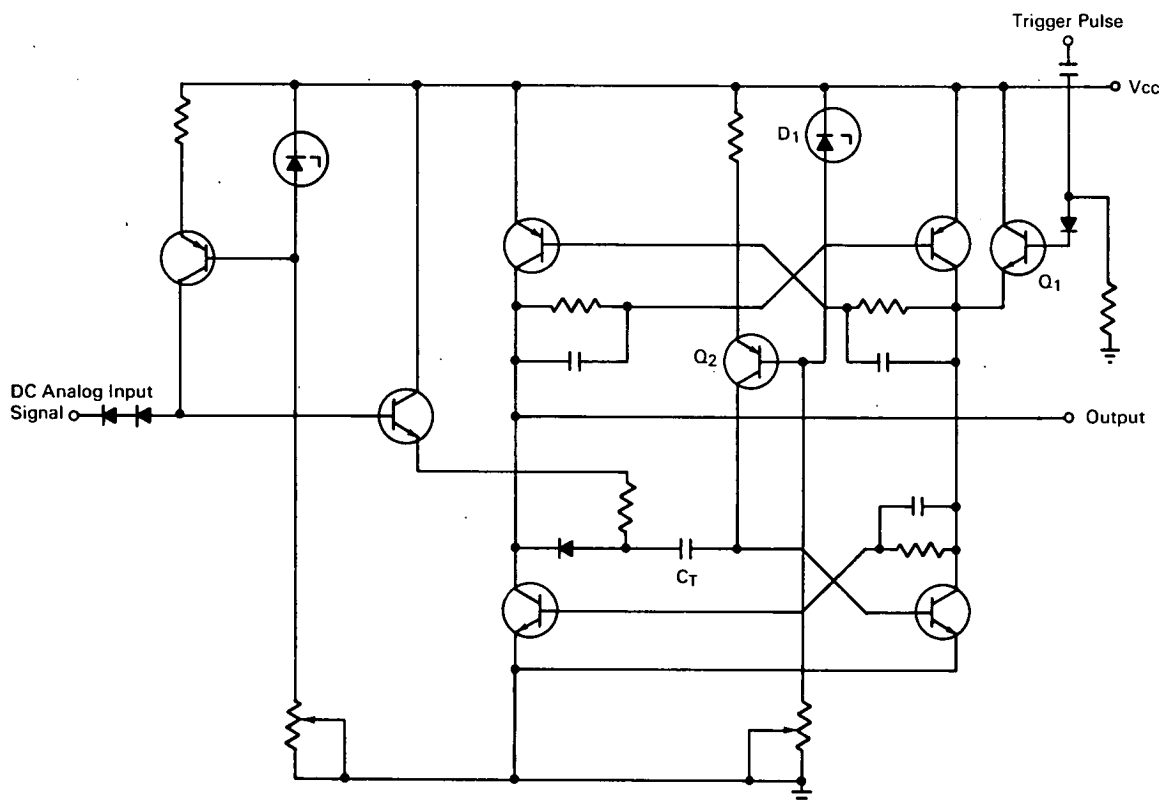 Trigger Pulse
Vcc
D1
Q1
Q2
DC Analog Input
Signal
Output
CT